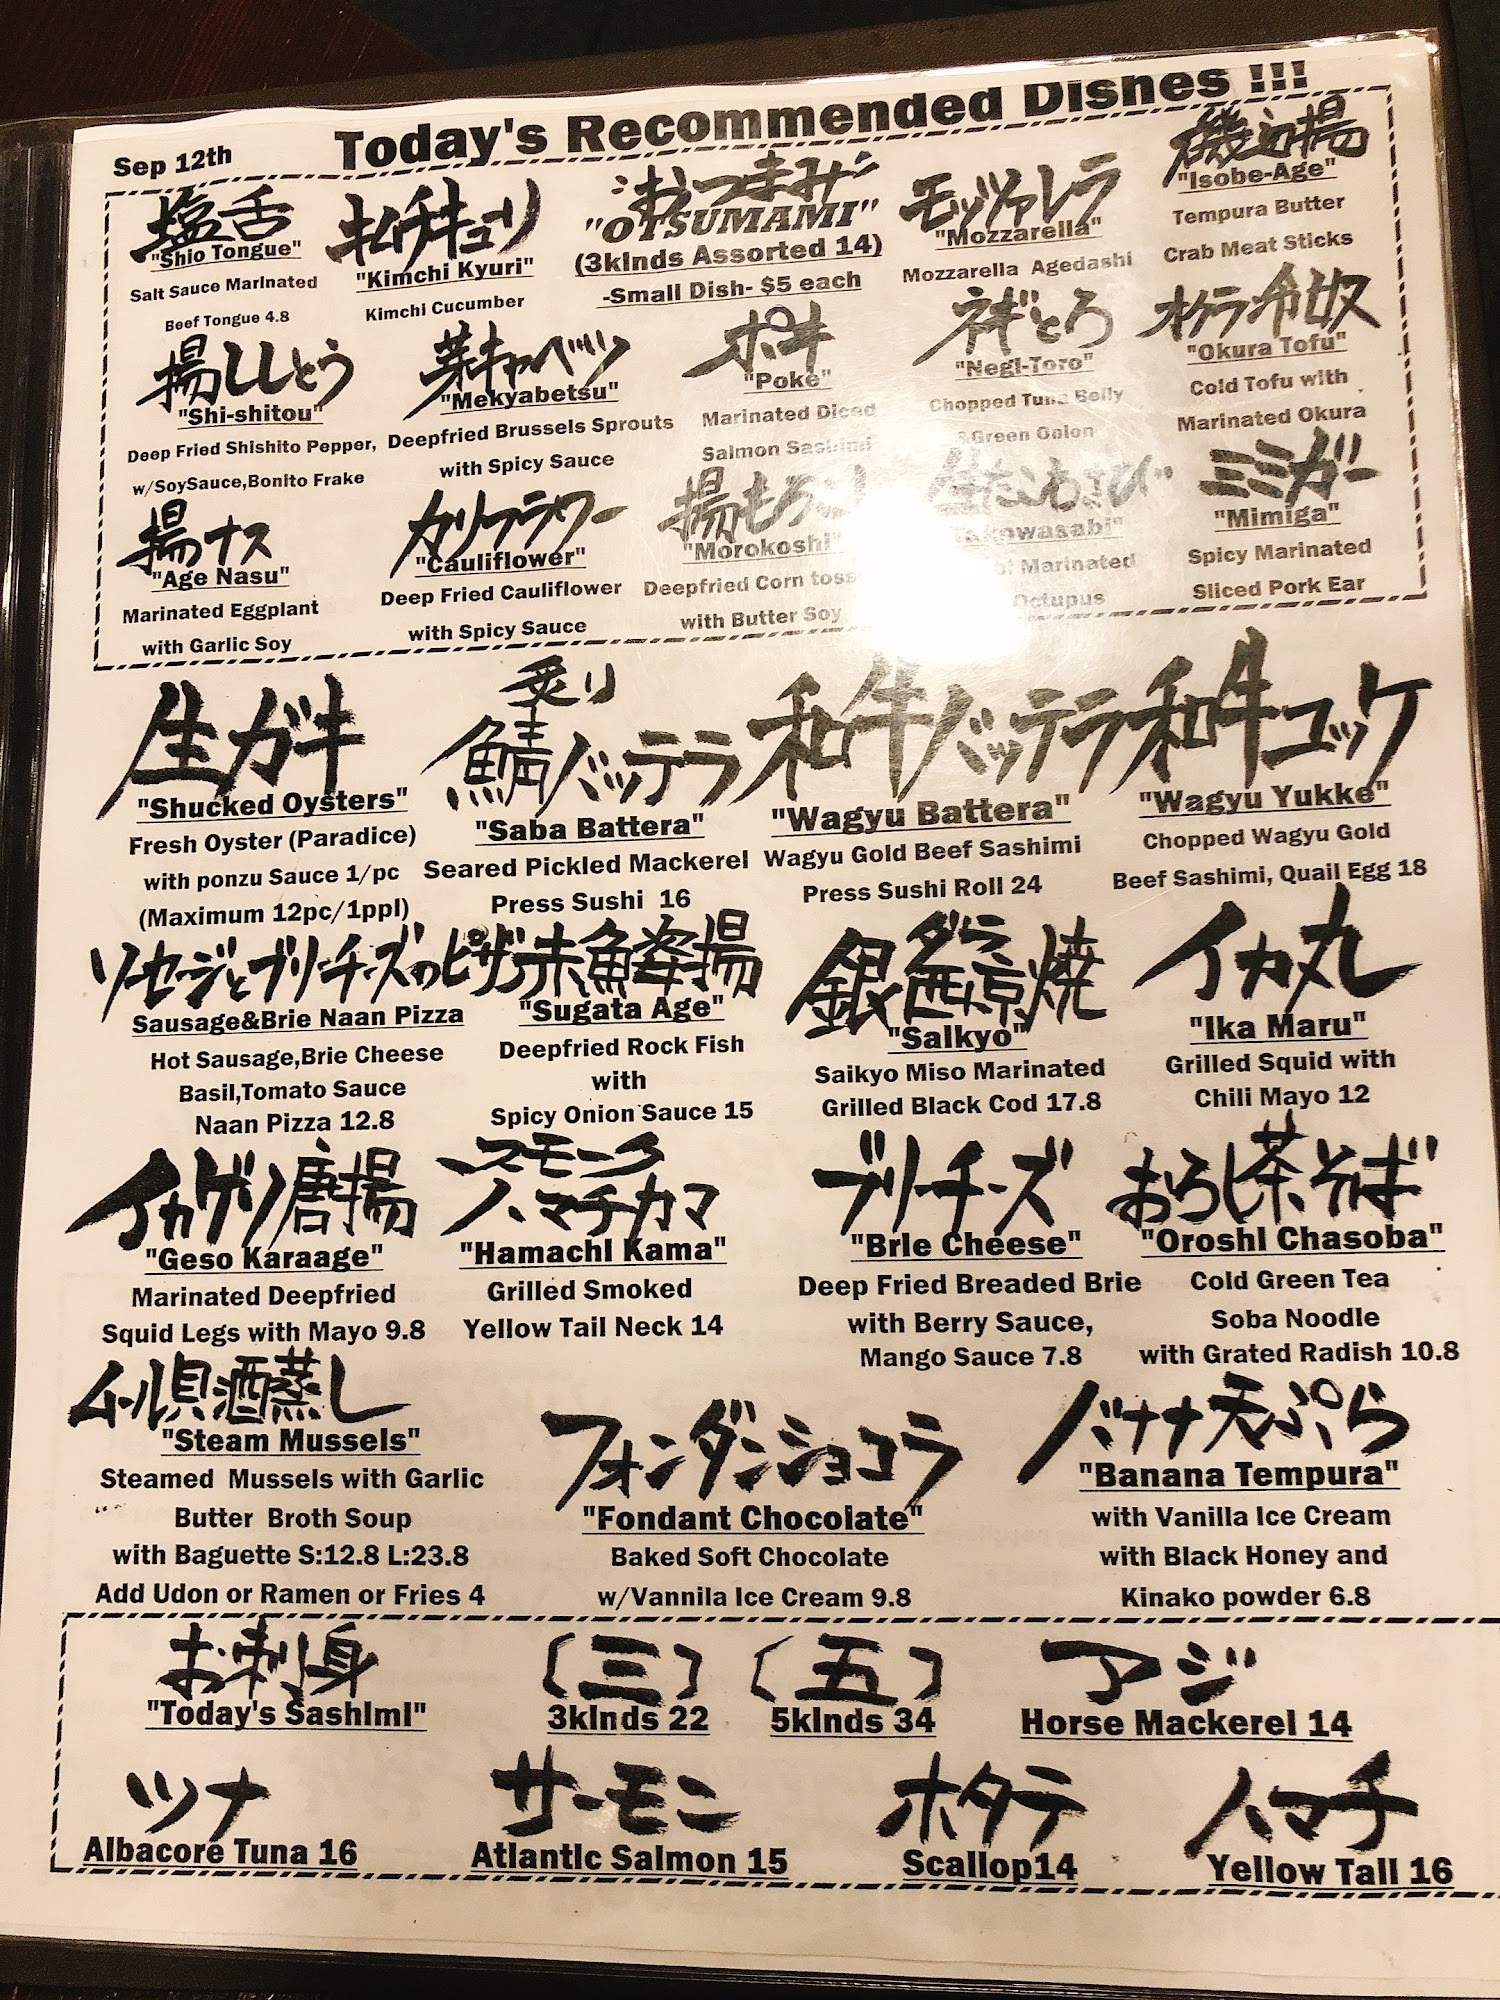 Sep 12th
Today's Recommended Dishes !!!
塩舌
"Shio Tongue"
Salt Sauce Marinated
Beef Tongue 4.8
キムチキュウリ
"Kimchi Kyuri"
Kimchi Cucumber
おつまみ
"OTSUMAMI"
(3kInds Assorted 14)
-Small Dish- $5 each
モッツァレラ
"Mozzarella"
Mozzarella Agedashi
磯辺揚
"Isobe-Age"
Tempura Butter
Crab Meat Sticks
揚ししとう
"Shi-shitou"
Deep Fried Shishito Pepper,
w/SoySauce,Bonito Frake
芽キャベツ
"Mekyabetsu"
Deepfried Brussels Sprouts
with Spicy Sauce
ポキ
"Poke"
Marinated Diced
Salmon Sashimi
ネギとろ
"Negi-Toro"
Chopped Tuna Belly
&Green Onion
オクラ冷奴
"Okura Tofu"
Cold Tofu with
Marinated Okura
揚ナス
"Age Nasu"
Marinated Eggplant
with Garlic Soy
カリフラワー
"Cauliflower"
Deep Fried Cauliflower
with Spicy Sauce
揚もろこし
"Morokoshi"
Deepfried Corn toss
with Butter Soy
生たこわさび
"Takowasabi"
of Marinated
Octupus
ミミガー
"Mimiga"
Spicy Marinated
Sliced Pork Ear
生ガキ
"Shucked Oysters"
Fresh Oyster (Paradice)
with ponzu Sauce 1/pc
(Maximum 12pc/1ppl)
炙り
鯖バッテラ
"Saba Battera"
Seared Pickled Mackerel
Press Sushi 16
和牛バッテラ
"Wagyu Battera"
Wagyu Gold Beef Sashimi
Press Sushi Roll 24
和牛ユッケ
"Wagyu Yukke"
Chopped Wagyu Gold
Beef Sashimi, Quail Egg 18
ソーセージとブリーチーズのピザ
Sausage&Brie Naan Pizza
Hot Sausage,Brie Cheese
Basil,Tomato Sauce
Naan Pizza 12.8
赤魚姿揚
"Sugata Age"
Deepfried Rock Fish
with
Spicy Onion Sauce 15
銀ダラ西京焼
"Saikyo"
Saikyo Miso Marinated
Grilled Black Cod 17.8
イカ丸
"Ika Maru"
Grilled Squid with
Chili Mayo 12
イカゲソ唐揚
"Geso Karaage"
Marinated Deepfried
Squid Legs with Mayo 9.8
スモーク
ハマチカマ
"HamachI Kama"
Grilled Smoked
Yellow Tail Neck 14
ブリーチーズ
"BrIe Cheese"
Deep Fried Breaded Brie
with Berry Sauce,
Mango Sauce 7.8
おろし茶そば
"OroshI Chasoba"
Cold Green Tea
Soba Noodle
with Grated Radish 10.8
ムール貝酒蒸し
"Steam Mussels"
Steamed Mussels with Garlic
Butter Broth Soup
with Baguette S:12.8 L:23.8
Add Udon or Ramen or Fries 4
フォンダンショコラ
"Fondant Chocolate"
Baked Soft Chocolate
w/Vannila Ice Cream 9.8
バナナ天ぷら
"Banana Tempura"
with Vanilla Ice Cream
with Black Honey and
Kinako powder 6.8
お刺身
"Today's SashImI"
(三)
3kInds 22
(五)
5kInds 34
アジ
Horse Mackerel 14
ツナ
Albacore Tuna 16
サーモン
AtlantIc Salmon 15
ホタテ
Scallop14
ハマチ
Yellow TaIl 16